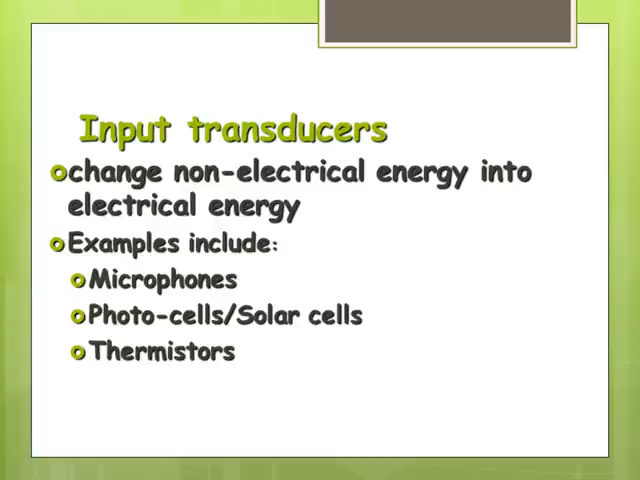 Input transducers
change non-electrical energy into
electrical energy
Examples include:
Microphones
Photo-cells/Solar cells
Thermistors